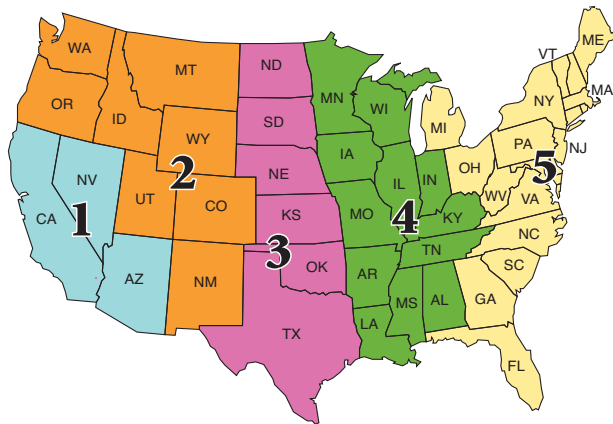 WA
MT
ND
OR
ID
WY
SD
NE
NV
UT
CO
KS
CA
AZ
NM
OK
TX
MN
WI
IA
IL
IN
MO
KY
TN
AR
MS
AL
LA
MI
OH
WV
VA
NC
SC
GA
FL
PA
NY
NJ
VT
MA
ME
1
2
3
4
5